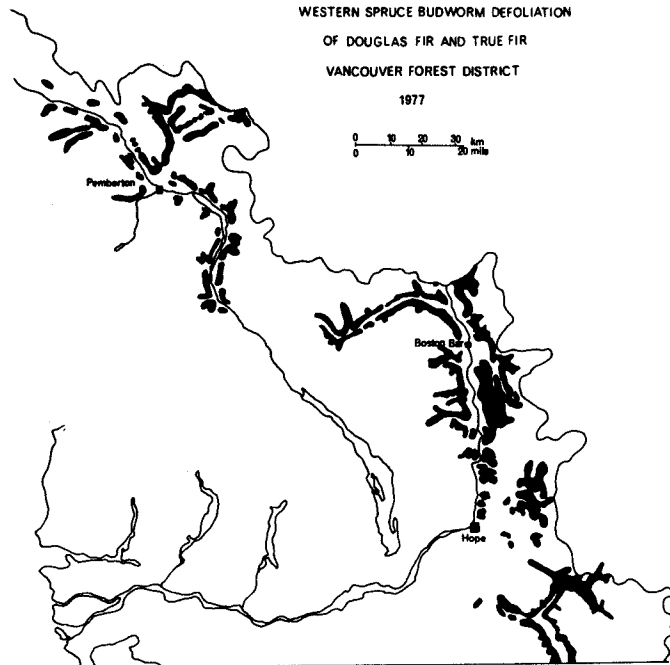 WESTERN SPRUCE BUDWORM DEFOLIATION
OF DOUGLAS FIR AND TRUE FIR
VANCOUVER FOREST DISTRICT
1977
0 10 20 30 km
0 10 20 mile
Pemberton
Boston Bar
Hope